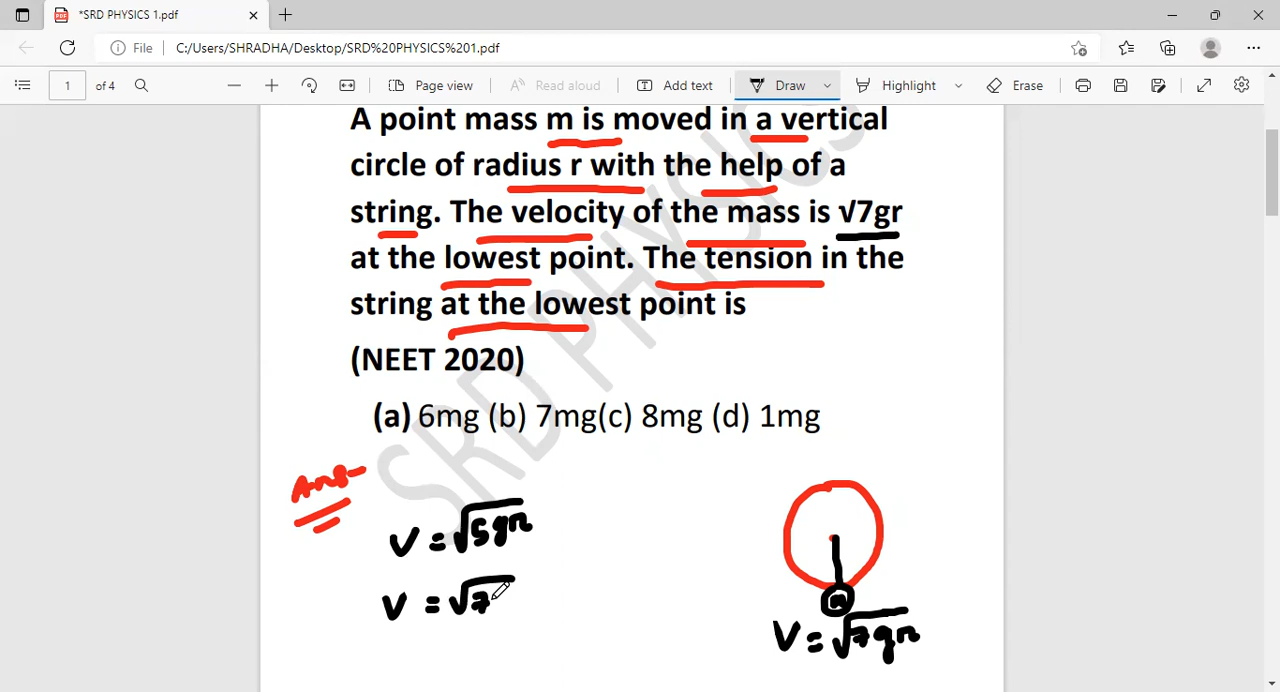 *SRD PHYSICS 1.pdf
File C:/Users/SHRADHA/Desktop/SRD%20PHYSICS%201.pdf
1 of 4 Page view Read aloud Add text Draw Highlight Erase
A point mass m is moved in a vertical
circle of radius r with the help of a
string. The velocity of the mass is √7gr
at the lowest point. The tension in the
string at the lowest point is
(NEET 2020)
(a) 6mg (b) 7mg(c) 8mg (d) 1mg
Ans-
V = √5gr
V = √7
m
V = √7gr
SRD PHYSICS